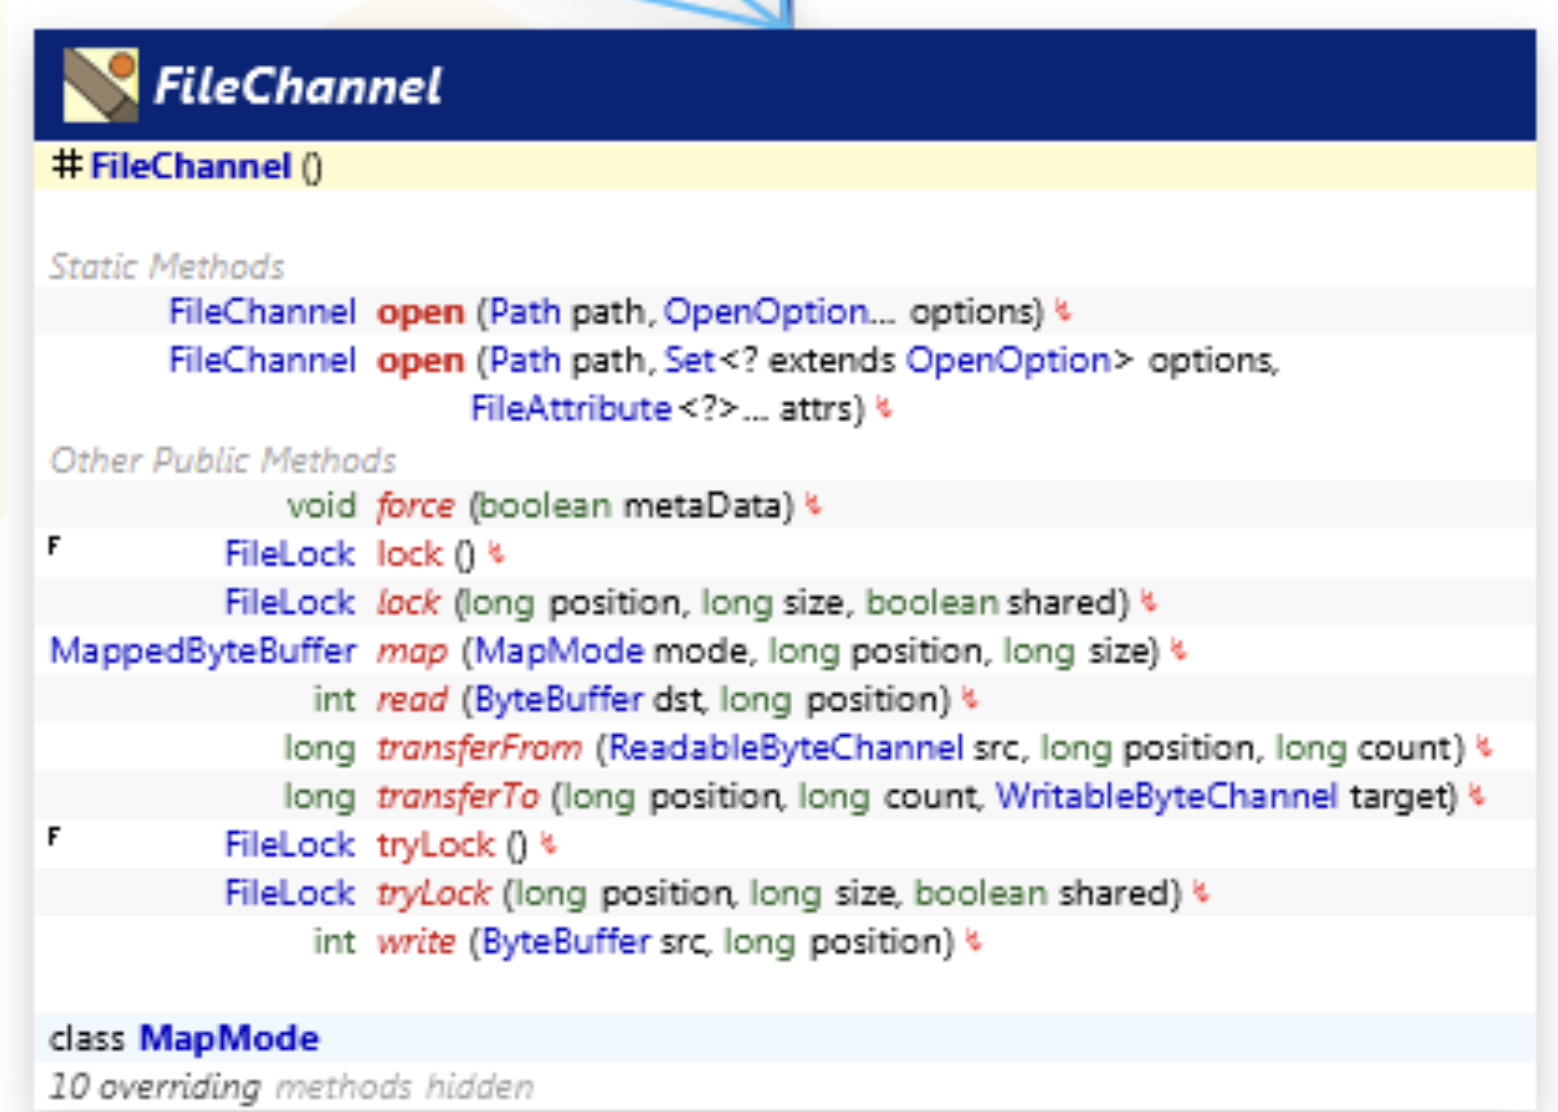 FileChannel
# FileChannel ()
Static Methods
FileChannel open (Path path, OpenOption... options) ↯
FileChannel open (Path path, Set<? extends OpenOption> options,
FileAttribute<?>... attrs) ↯
Other Public Methods
void force (boolean metaData) ↯
F FileLock lock () ↯
FileLock lock (long position, long size, boolean shared) ↯
MappedByteBuffer map (MapMode mode, long position, long size) ↯
int read (ByteBuffer dst, long position) ↯
long transferFrom (ReadableByteChannel src, long position, long count) ↯
long transferTo (long position, long count, WritableByteChannel target) ↯
F FileLock tryLock () ↯
FileLock tryLock (long position, long size, boolean shared) ↯
int write (ByteBuffer src, long position) ↯
class MapMode
10 overriding methods hidden